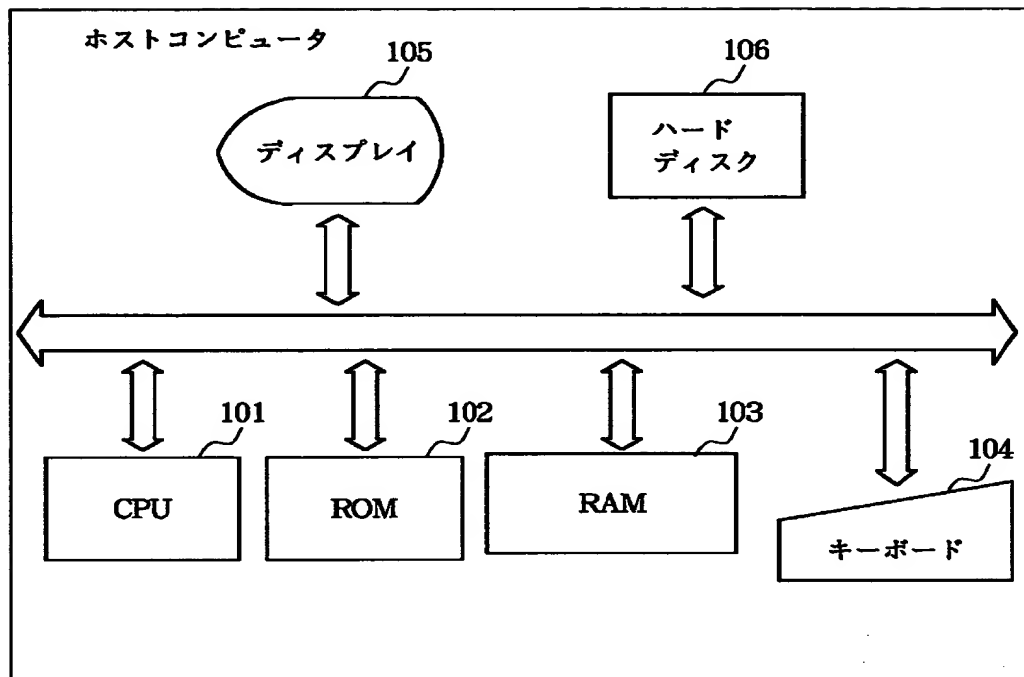 ホストコンピュータ
105
106
ディスプレイ
ハード
ディスク
101
102
103
104
CPU
ROM
RAM
キーボード